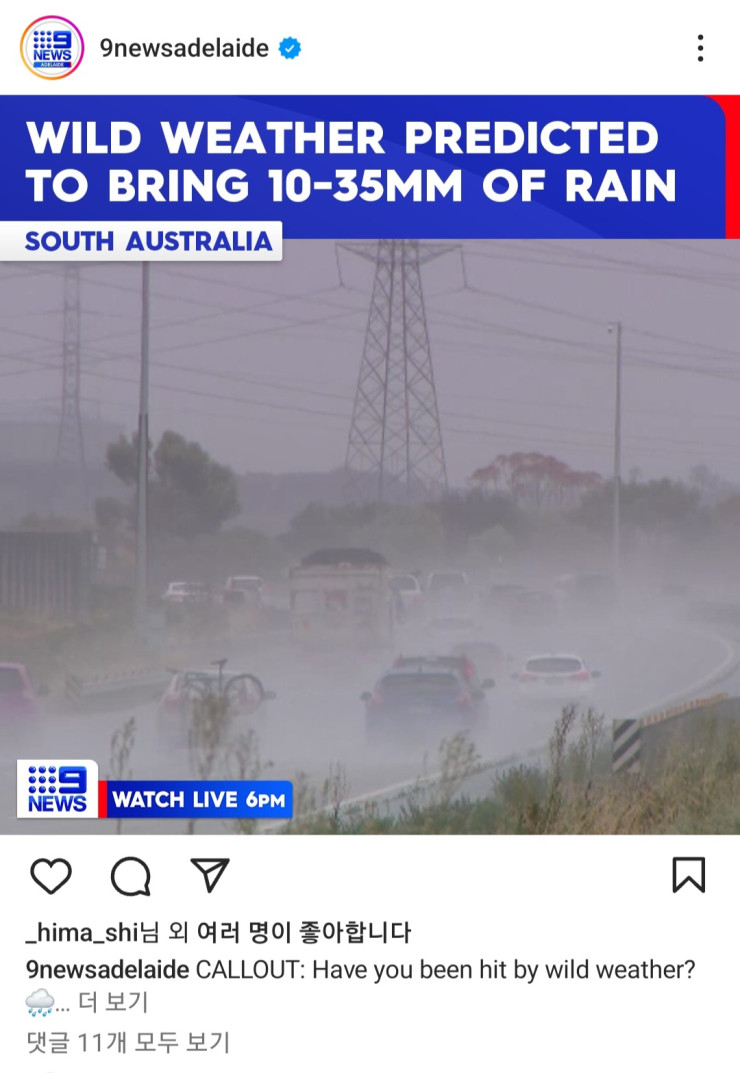 9 NEWS ADELAIDE
9newsadelaide
WILD WEATHER PREDICTED
TO BRING 10-35MM OF RAIN
SOUTH AUSTRALIA
9
NEWS
WATCH LIVE 6PM
_hima_shi님 외 여러 명이 좋아합니다
9newsadelaide CALLOUT: Have you been hit by wild weather?
🌧️... 더 보기
댓글 11개 모두 보기